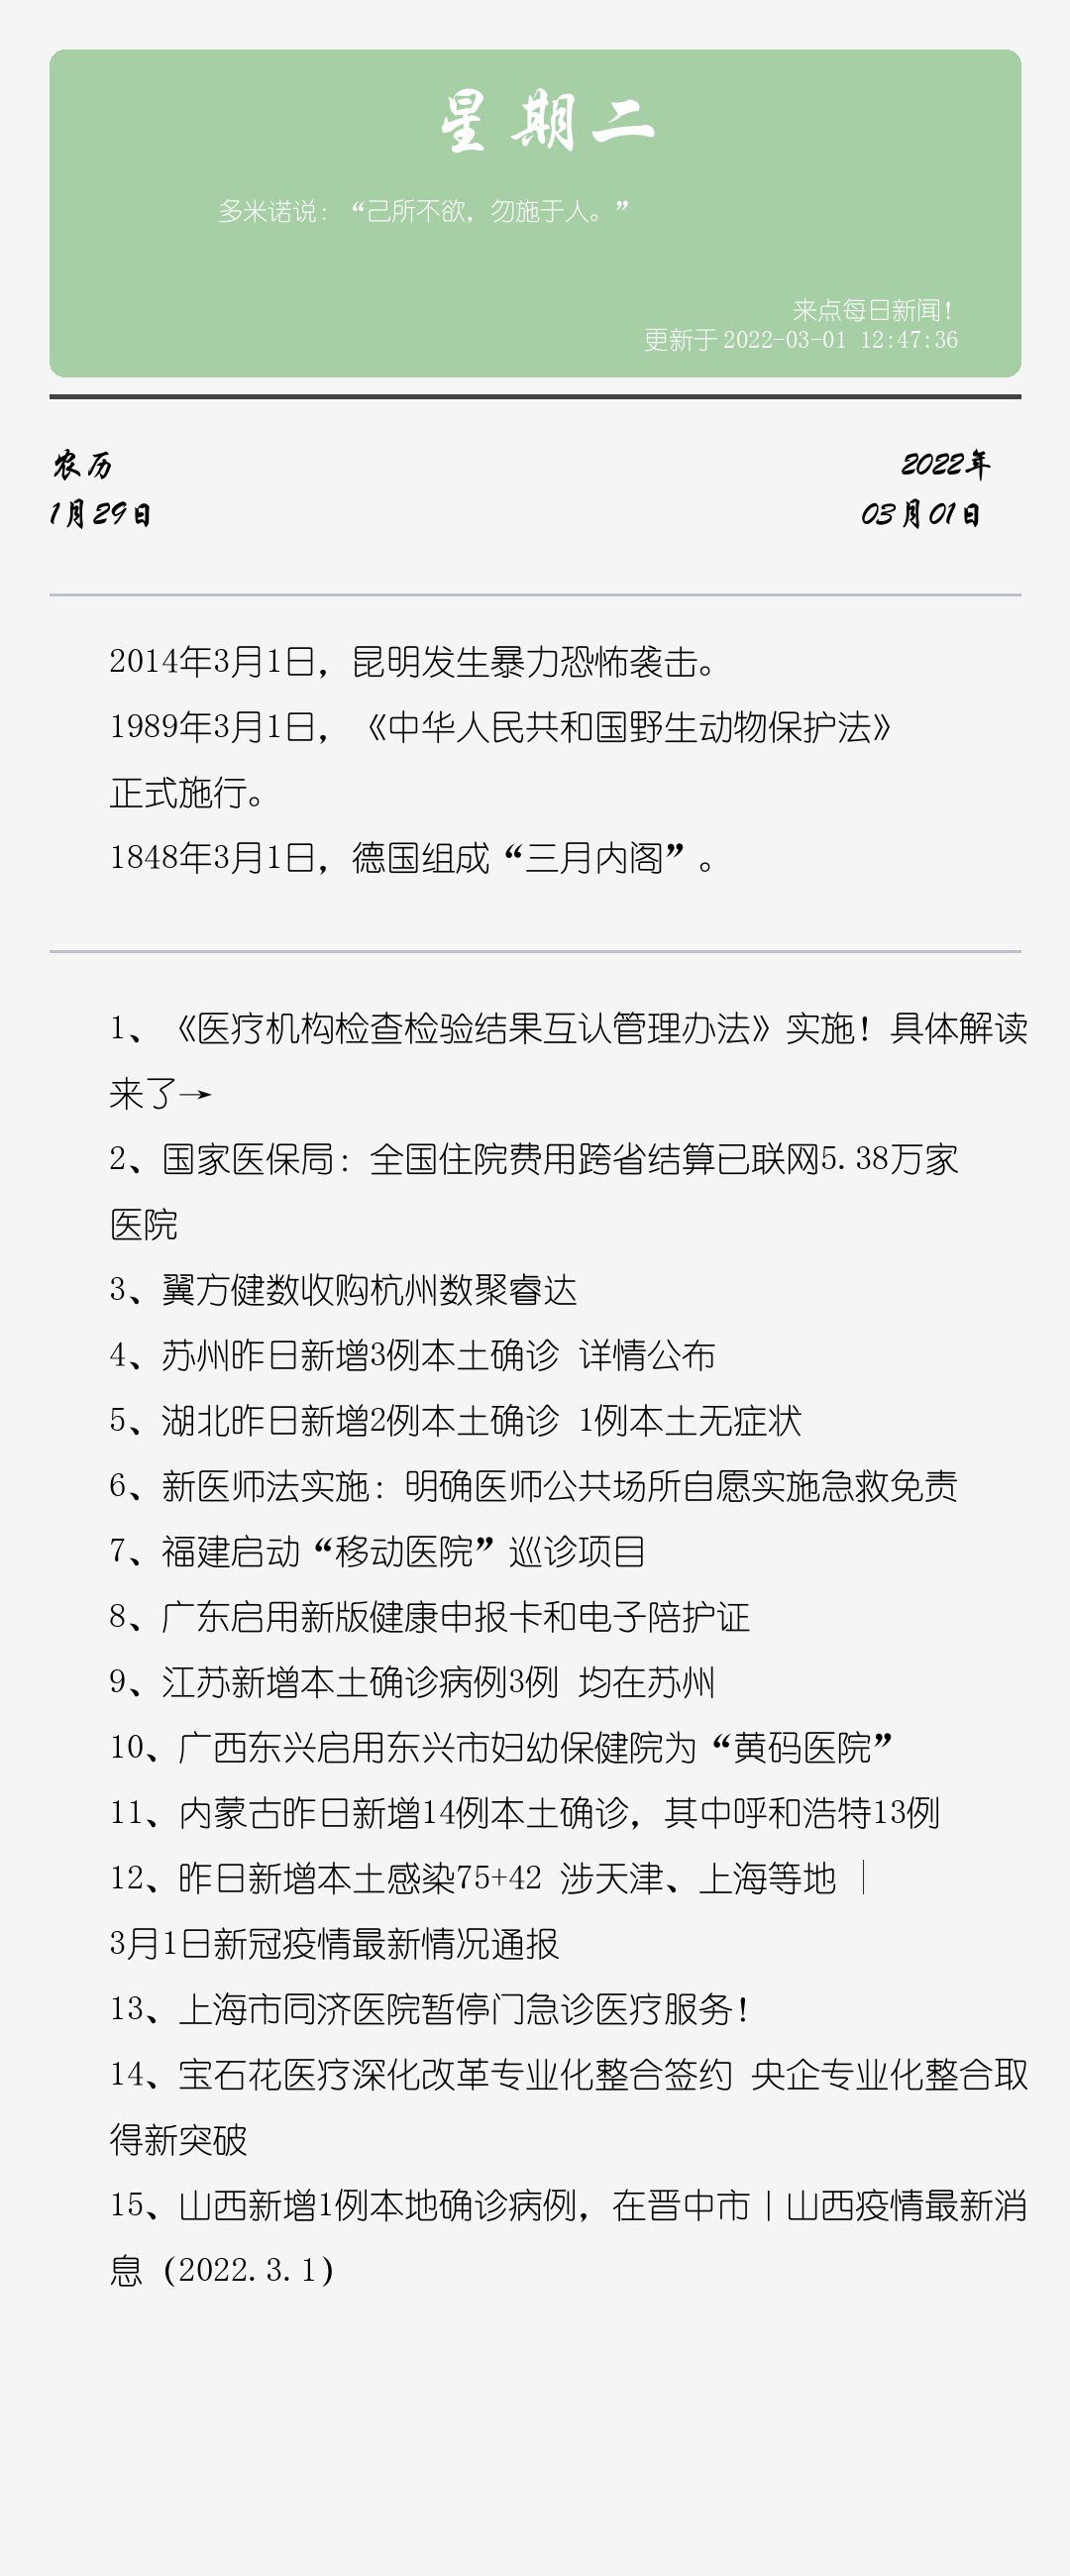 星期二
多米诺说：“己所不欲，勿施于人。”
来点每日新闻！
更新于 2022-03-01 12:47:36
农历
1月29日
2022年
03月01日
2014年3月1日，昆明发生暴力恐怖袭击。
1989年3月1日，《中华人民共和国野生动物保护法》
正式施行。
1848年3月1日，德国组成“三月内阁”。
1、《医疗机构检查检验结果互认管理办法》实施！具体解读
来了→
2、国家医保局：全国住院费用跨省结算已联网5.38万家
医院
3、翼方健数收购杭州数聚睿达
4、苏州昨日新增3例本土确诊 详情公布
5、湖北昨日新增2例本土确诊 1例本土无症状
6、新医师法实施：明确医师公共场所自愿实施急救免责
7、福建启动“移动医院”巡诊项目
8、广东启用新版健康申报卡和电子陪护证
9、江苏新增本土确诊病例3例 均在苏州
10、广西东兴启用东兴市妇幼保健院为“黄码医院”
11、内蒙古昨日新增14例本土确诊，其中呼和浩特13例
12、昨日新增本土感染75+42 涉天津、上海等地｜
3月1日新冠疫情最新情况通报
13、上海市同济医院暂停门急诊医疗服务！
14、宝石花医疗深化改革专业化整合签约 央企专业化整合取
得新突破
15、山西新增1例本地确诊病例，在晋中市丨山西疫情最新消
息（2022.3.1）